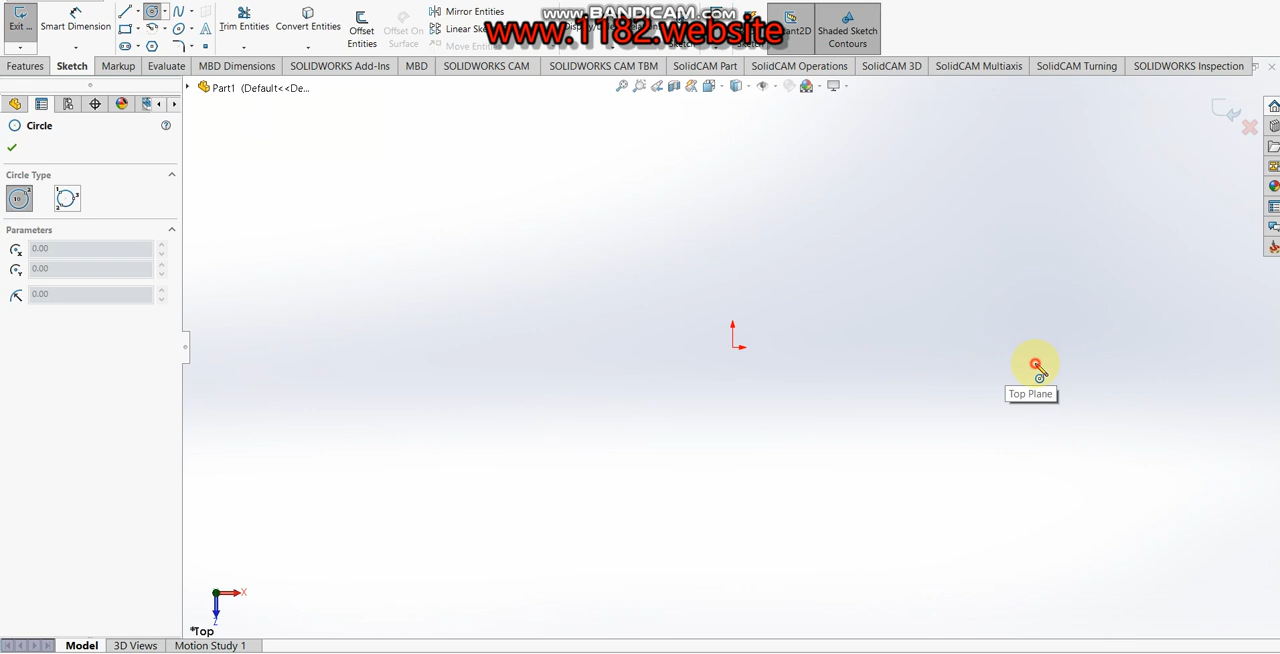 www.BANDICAM.com
www.1182.website
Exit ...
Smart Dimension
Trim Entities
Convert Entities
Offset
Entities
Offset On
Surface
Mirror Entities
Linear Sk
Move Entiti
Shaded Sketch
Contours
Features
Sketch
Markup
Evaluate
MBD Dimensions
SOLIDWORKS Add-Ins
MBD
SOLIDWORKS CAM
SOLIDWORKS CAM TBM
SolidCAM Part
SolidCAM Operations
SolidCAM 3D
SolidCAM Multiaxis
SolidCAM Turning
SOLIDWORKS Inspection
Part1 (Default<<De...
Circle
Circle Type
Parameters
0.00
0.00
0.00
Top Plane
X
Z
*Top
Model
3D Views
Motion Study 1